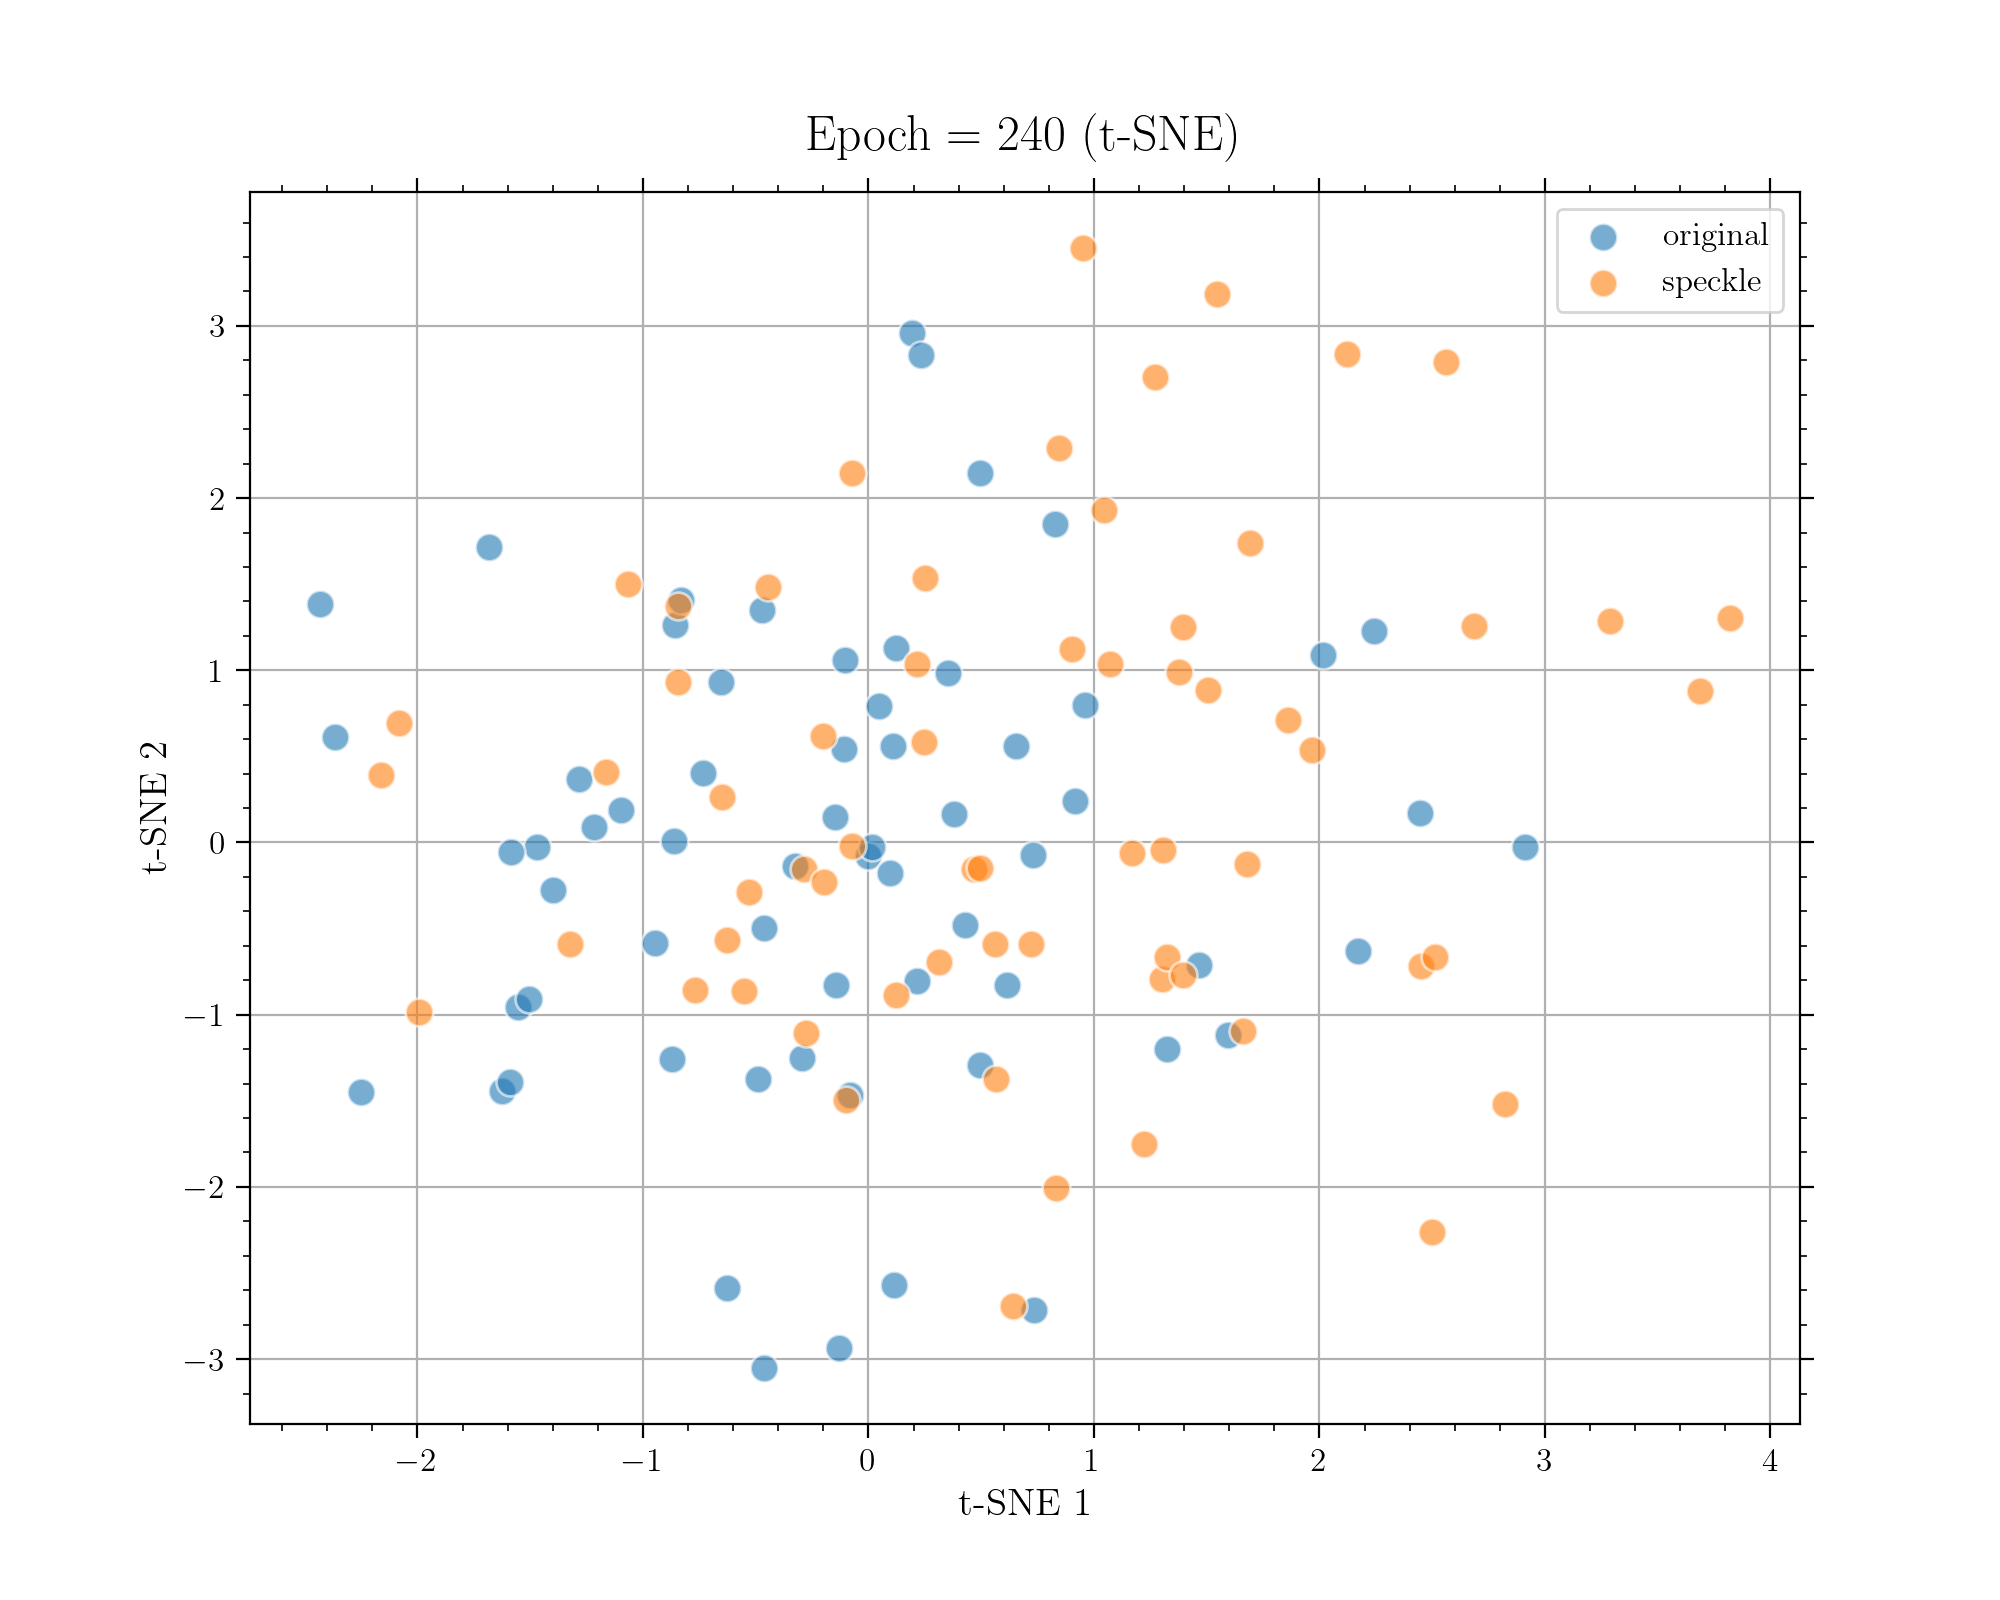 Epoch = 240 (t-SNE)
original
speckle
3
2
1
0
−1
−2
−3
t-SNE 2
−2 −1 0 1 2 3 4
t-SNE 1